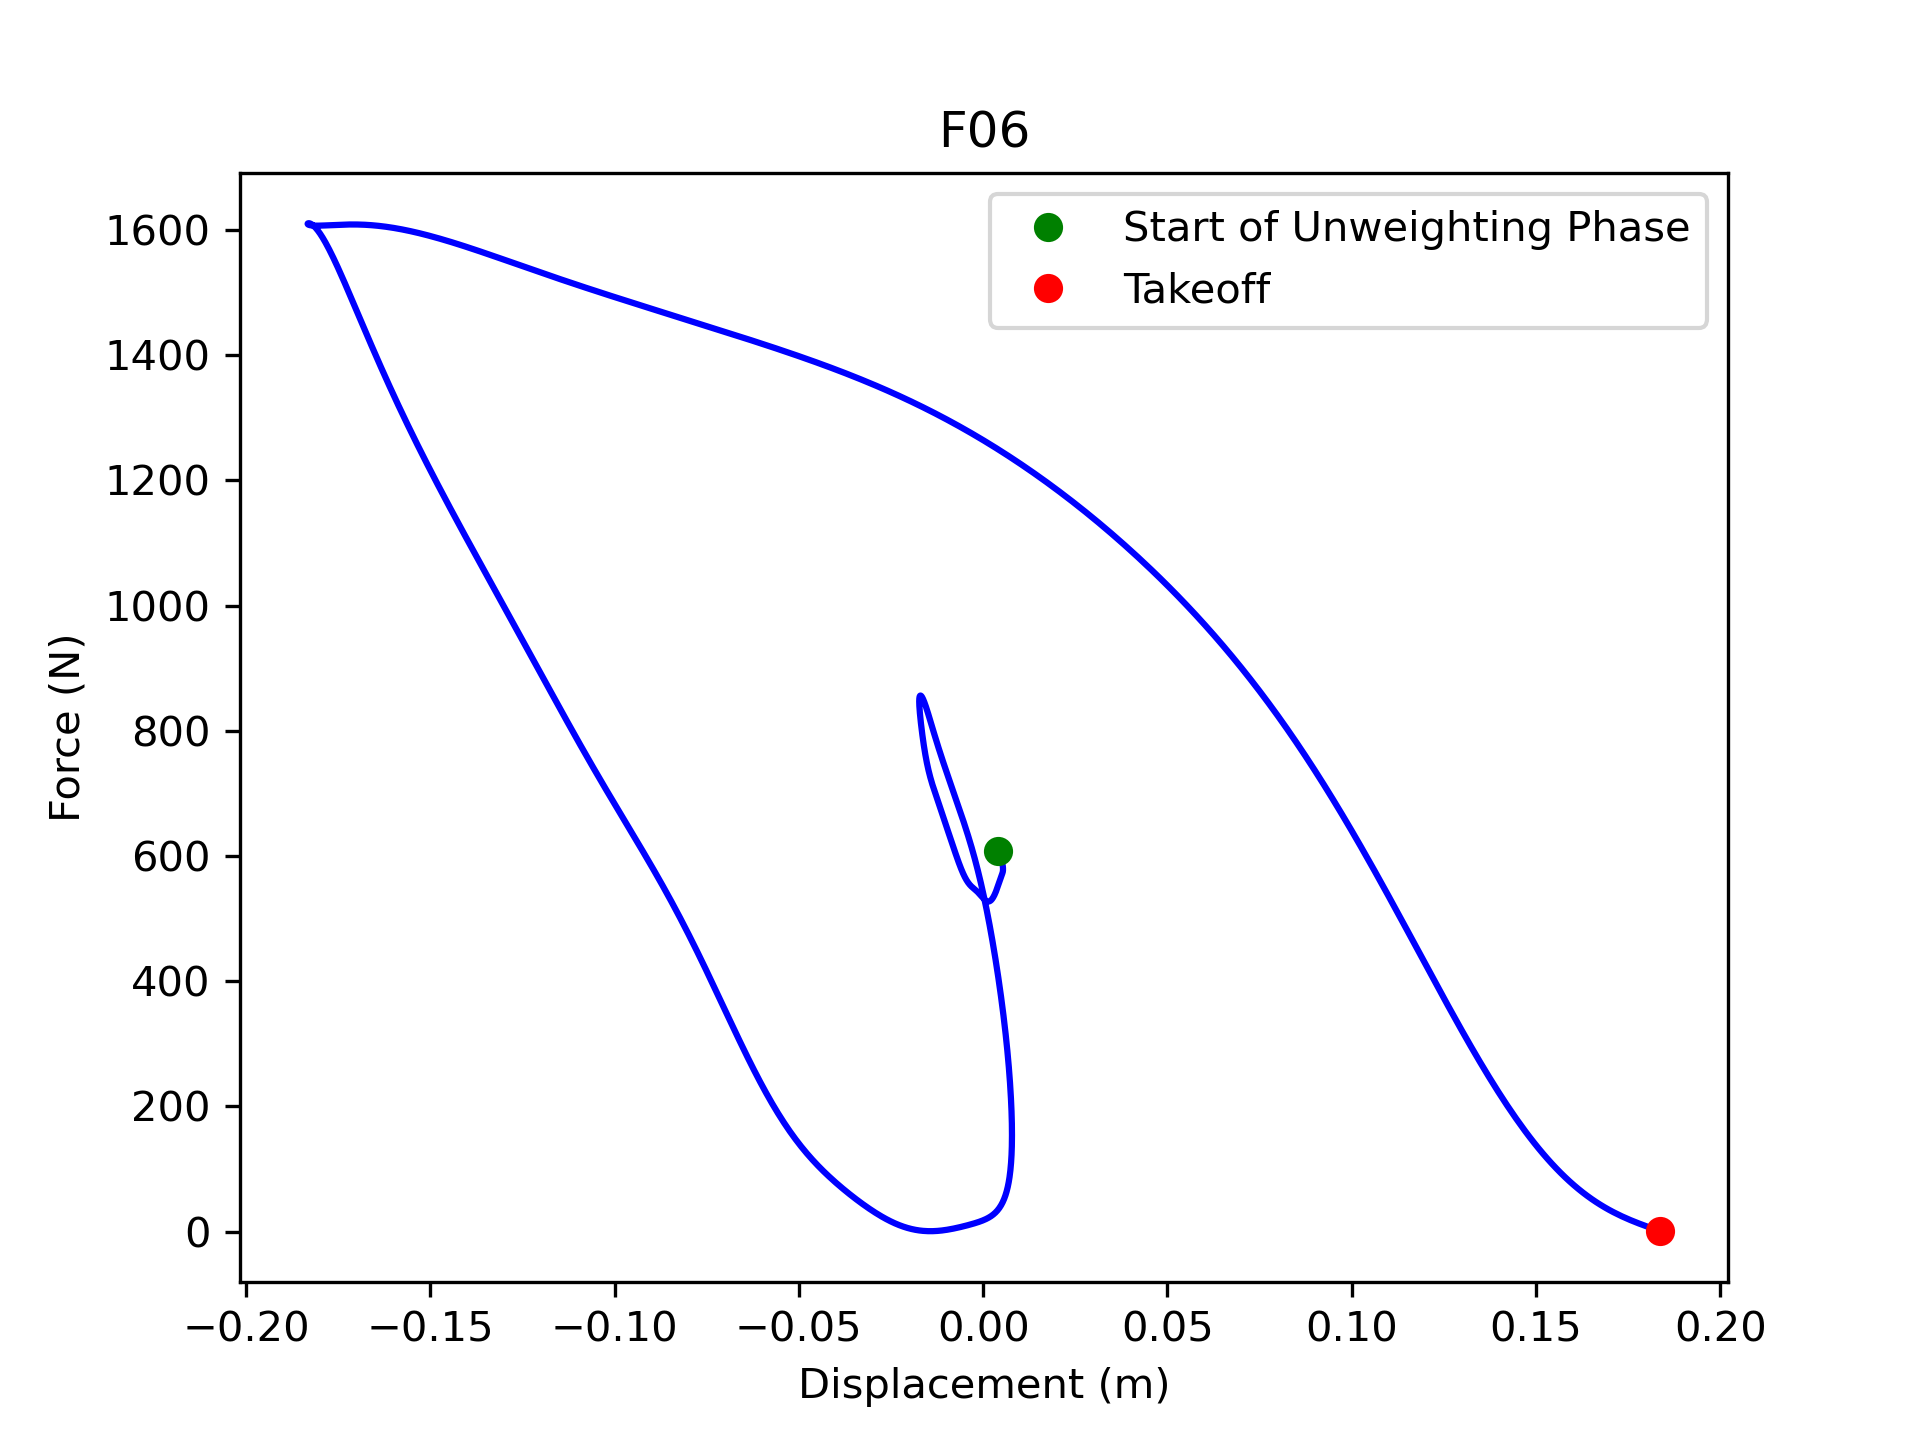 F06
Start of Unweighting Phase
Takeoff
1600
1400
1200
1000
800
600
400
200
0
Force (N)
−0.20 −0.15 −0.10 −0.05 0.00 0.05 0.10 0.15 0.20
Displacement (m)